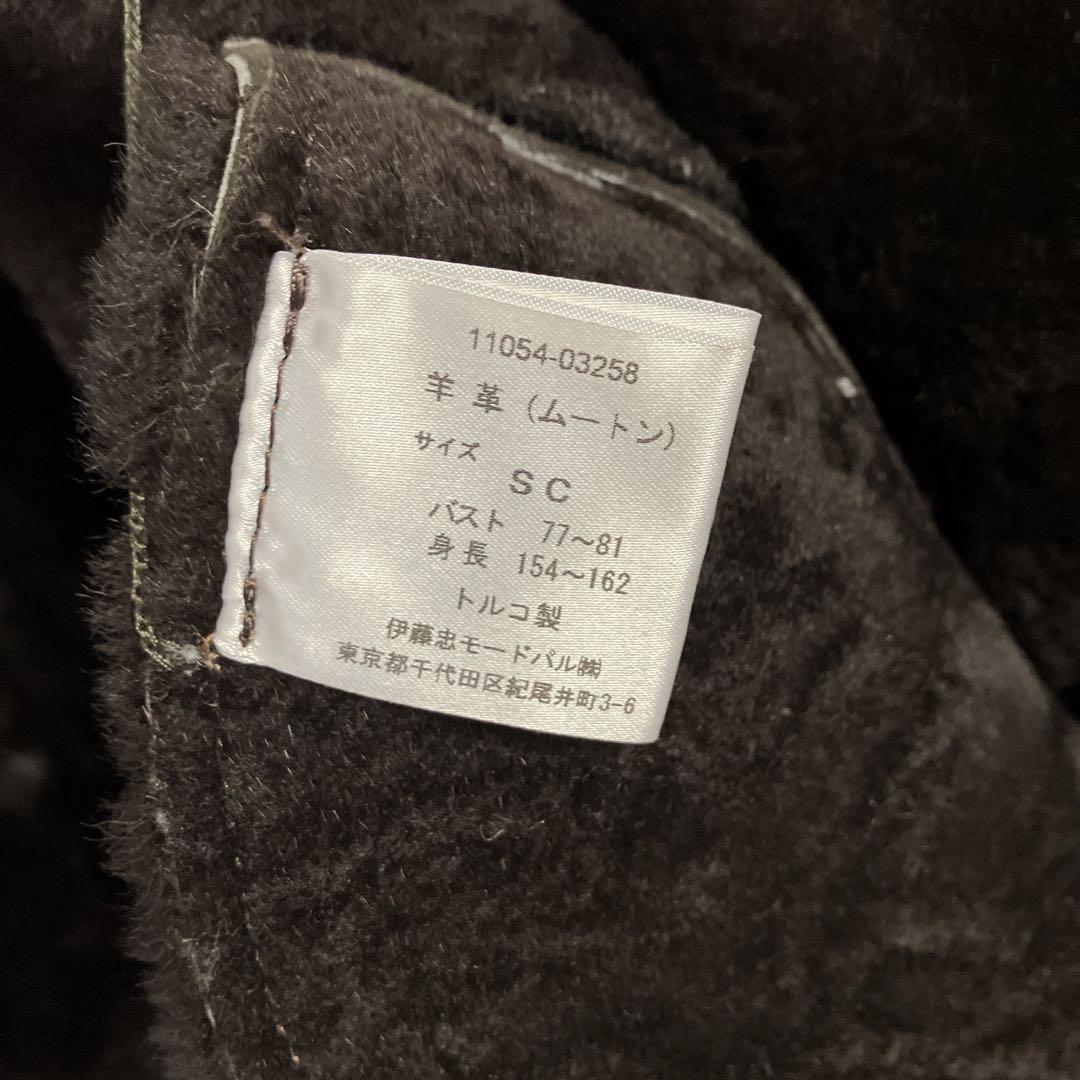 11054-03258
羊革(ムートン)
サイズ
SC
バスト 77~81
身長 154~162
トルコ製
伊藤忠モードパル㈱
東京都千代田区紀尾井町3-6